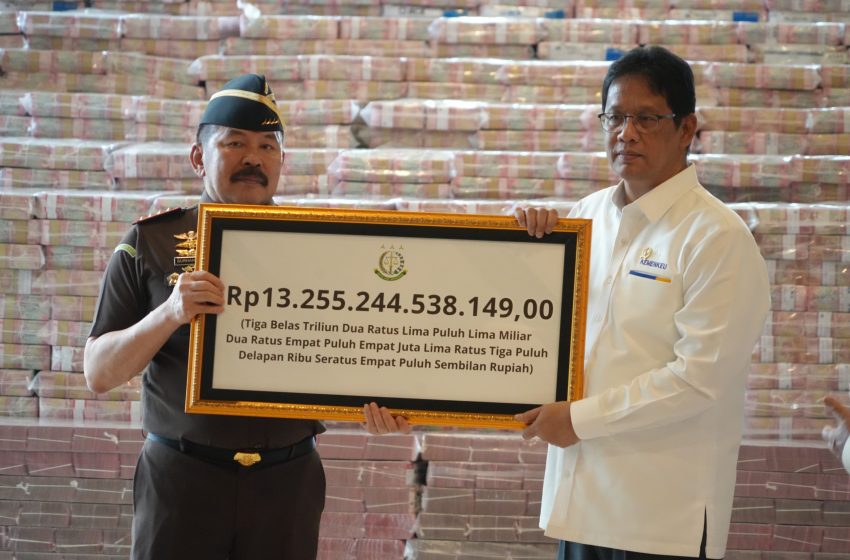 Rp13.255.244.538.149,00
(Tiga Belas Triliun Dua Ratus Lima Puluh Lima Miliar
Dua Ratus Empat Puluh Empat Juta Lima Ratus Tiga Puluh
Delapan Ribu Seratus Empat Puluh Sembilan Rupiah)
KEMENKEU